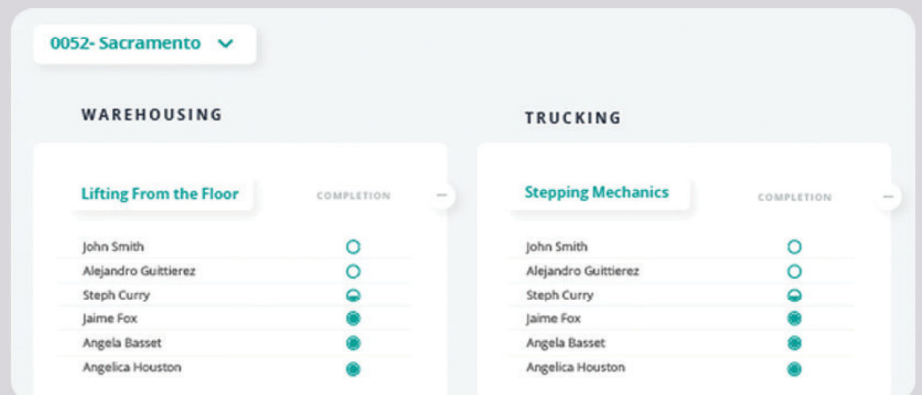 0052- Sacramento
WAREHOUSING
Lifting From the Floor
COMPLETION
John Smith
Alejandro Guittierez
Steph Curry
Jaime Fox
Angela Basset
Angelica Houston
TRUCKING
Stepping Mechanics
COMPLETION
John Smith
Alejandro Guittierez
Steph Curry
Jaime Fox
Angela Basset
Angelica Houston